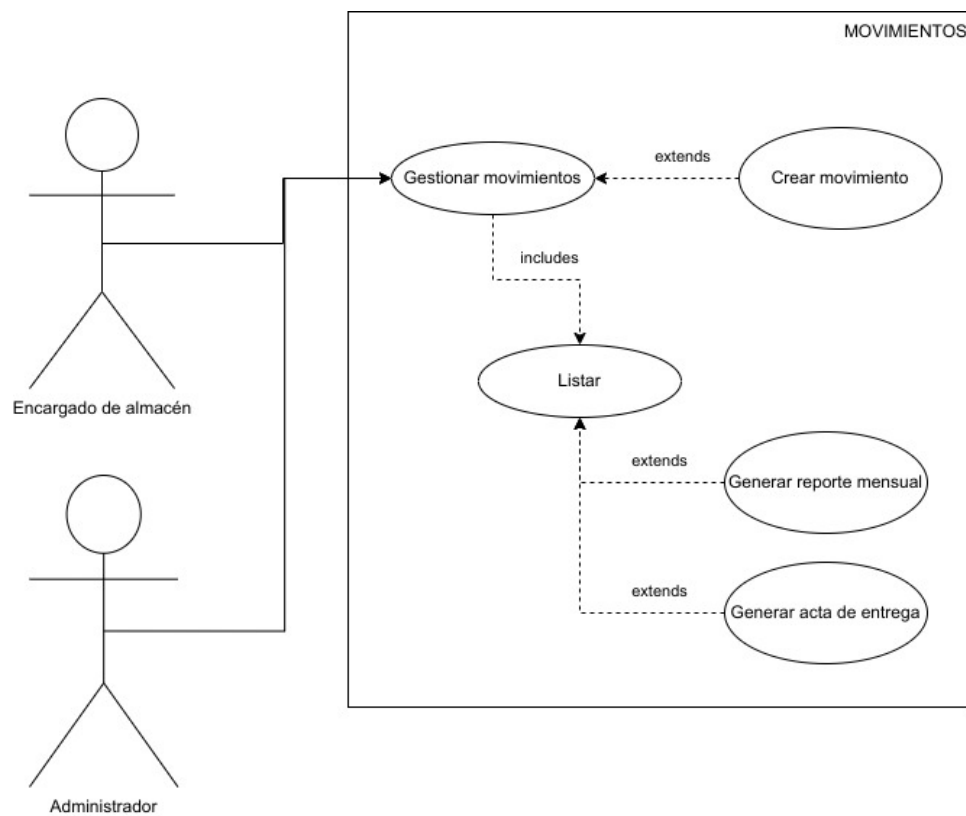 MOVIMIENTOS
Gestionar movimientos
extends
Crear movimiento
includes
Listar
Encargado de almacén
extends
Generar reporte mensual
extends
Generar acta de entrega
Administrador